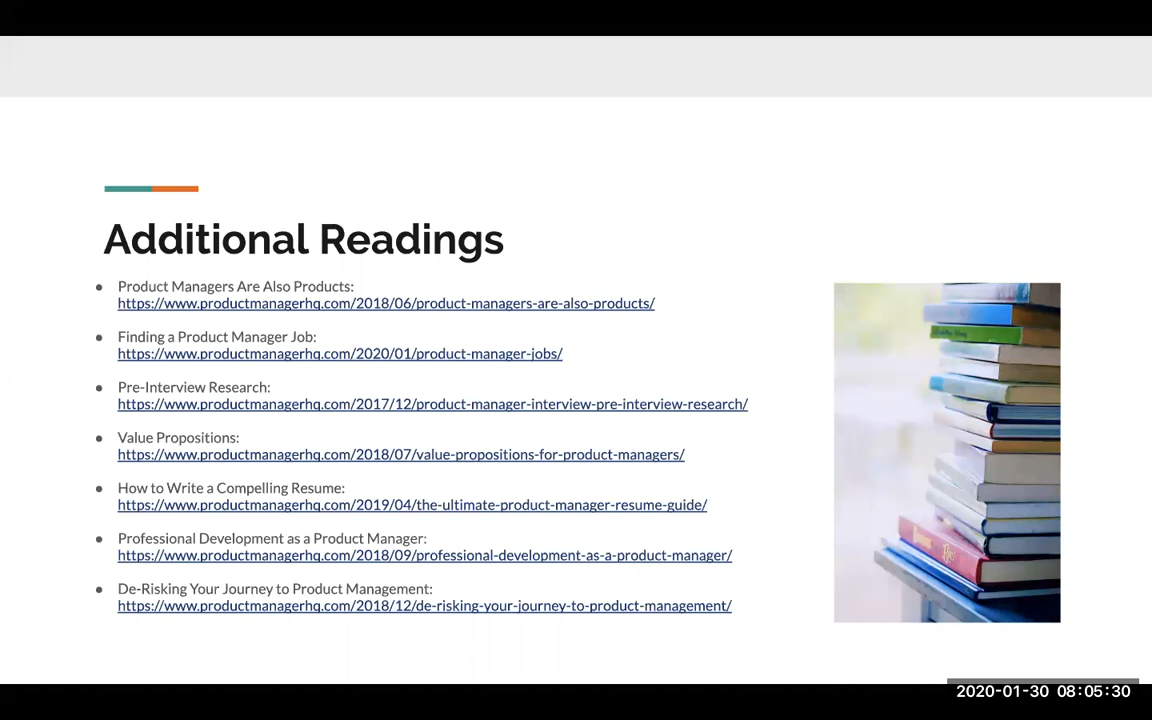 Additional Readings
● Product Managers Are Also Products:
https://www.productmanagerhq.com/2018/06/product-managers-are-also-products/
● Finding a Product Manager Job:
https://www.productmanagerhq.com/2020/01/product-manager-jobs/
● Pre-Interview Research:
https://www.productmanagerhq.com/2017/12/product-manager-interview-pre-interview-research/
● Value Propositions:
https://www.productmanagerhq.com/2018/07/value-propositions-for-product-managers/
● How to Write a Compelling Resume:
https://www.productmanagerhq.com/2019/04/the-ultimate-product-manager-resume-guide/
● Professional Development as a Product Manager:
https://www.productmanagerhq.com/2018/09/professional-development-as-a-product-manager/
● De-Risking Your Journey to Product Management:
https://www.productmanagerhq.com/2018/12/de-risking-your-journey-to-product-management/
2020-01-30 08:05:30